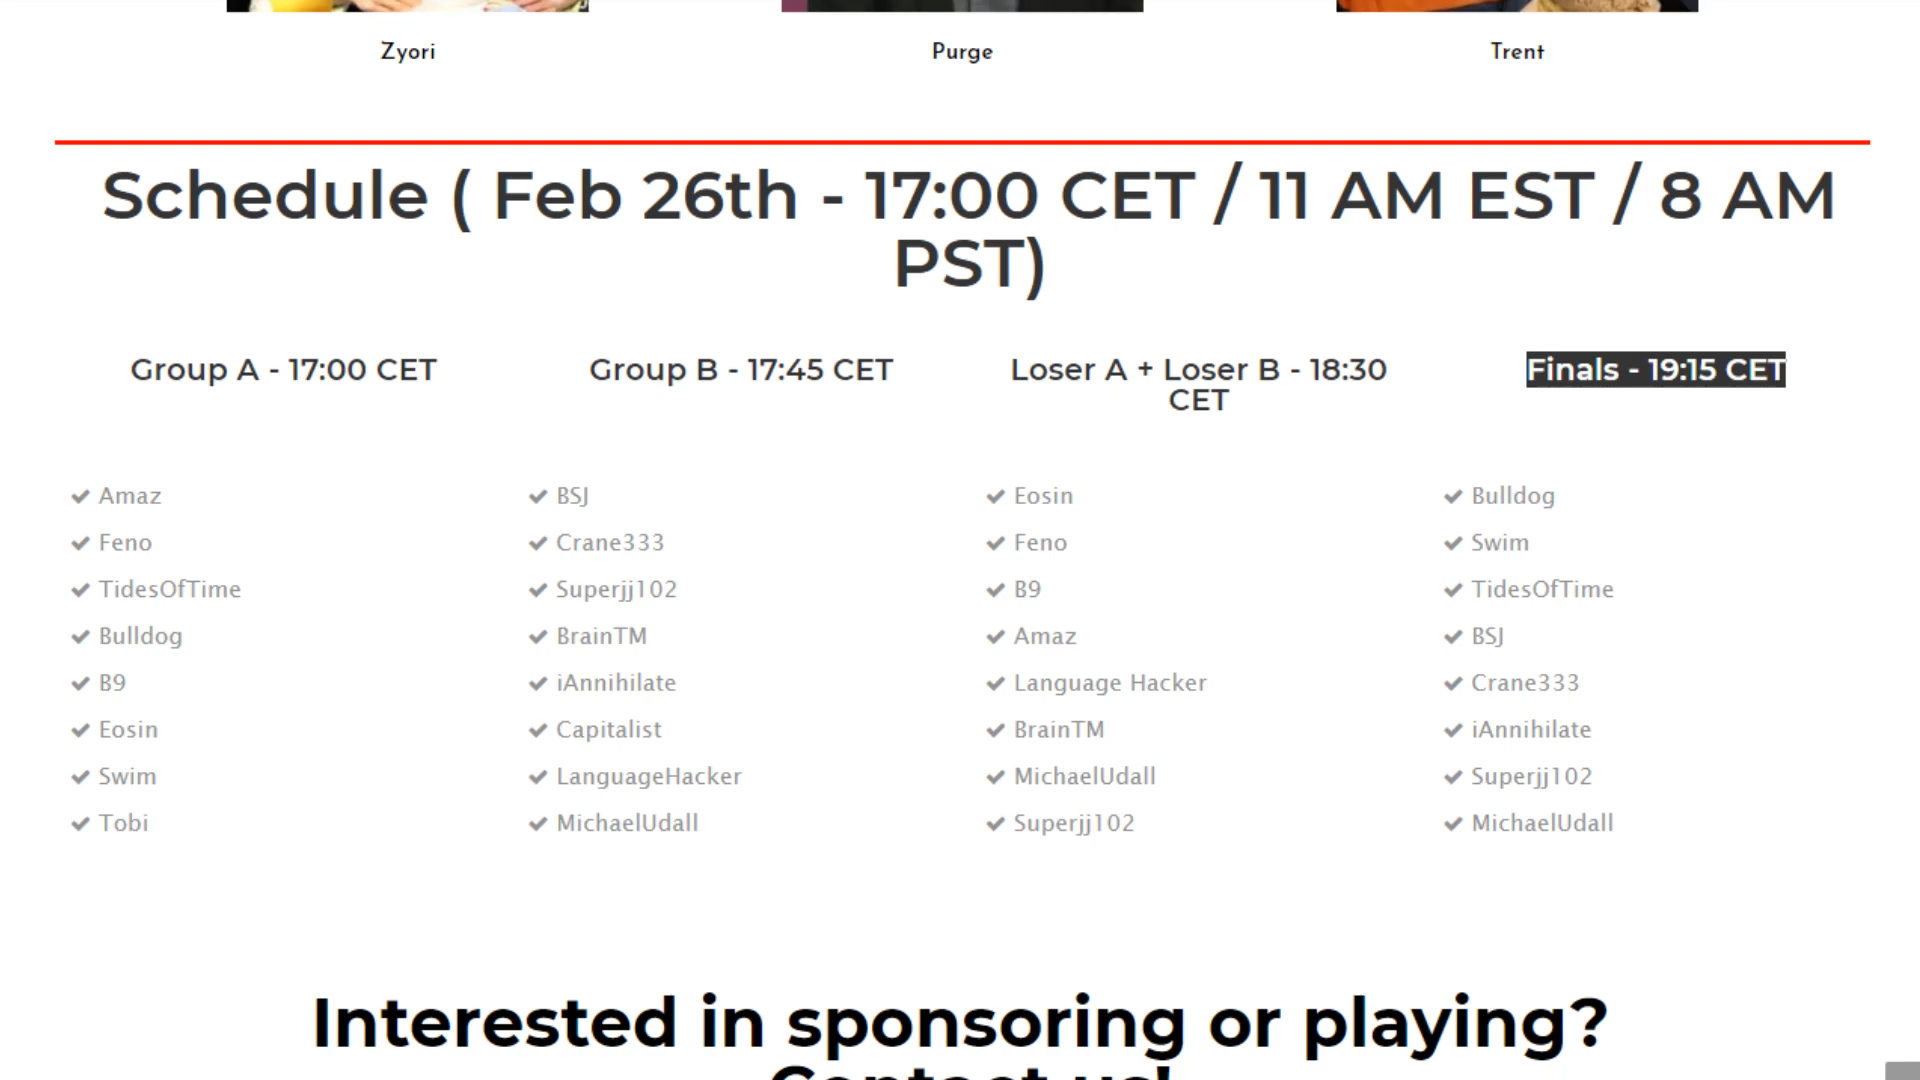 Zyori
Purge
Trent
Schedule ( Feb 26th - 17:00 CET / 11 AM EST / 8 AM
PST)
Group A - 17:00 CET
Amaz
Feno
TidesOfTime
Bulldog
B9
Eosin
Swim
Tobi
Group B - 17:45 CET
BSJ
Crane333
Superjj102
BrainTM
iAnnihilate
Capitalist
LanguageHacker
MichaelUdall
Loser A + Loser B - 18:30
CET
Eosin
Feno
B9
Amaz
Language Hacker
BrainTM
MichaelUdall
Superjj102
Finals - 19:15 CET
Bulldog
Swim
TidesOfTime
BSJ
Crane333
iAnnihilate
Superjj102
MichaelUdall
Interested in sponsoring or playing?
Contact us!